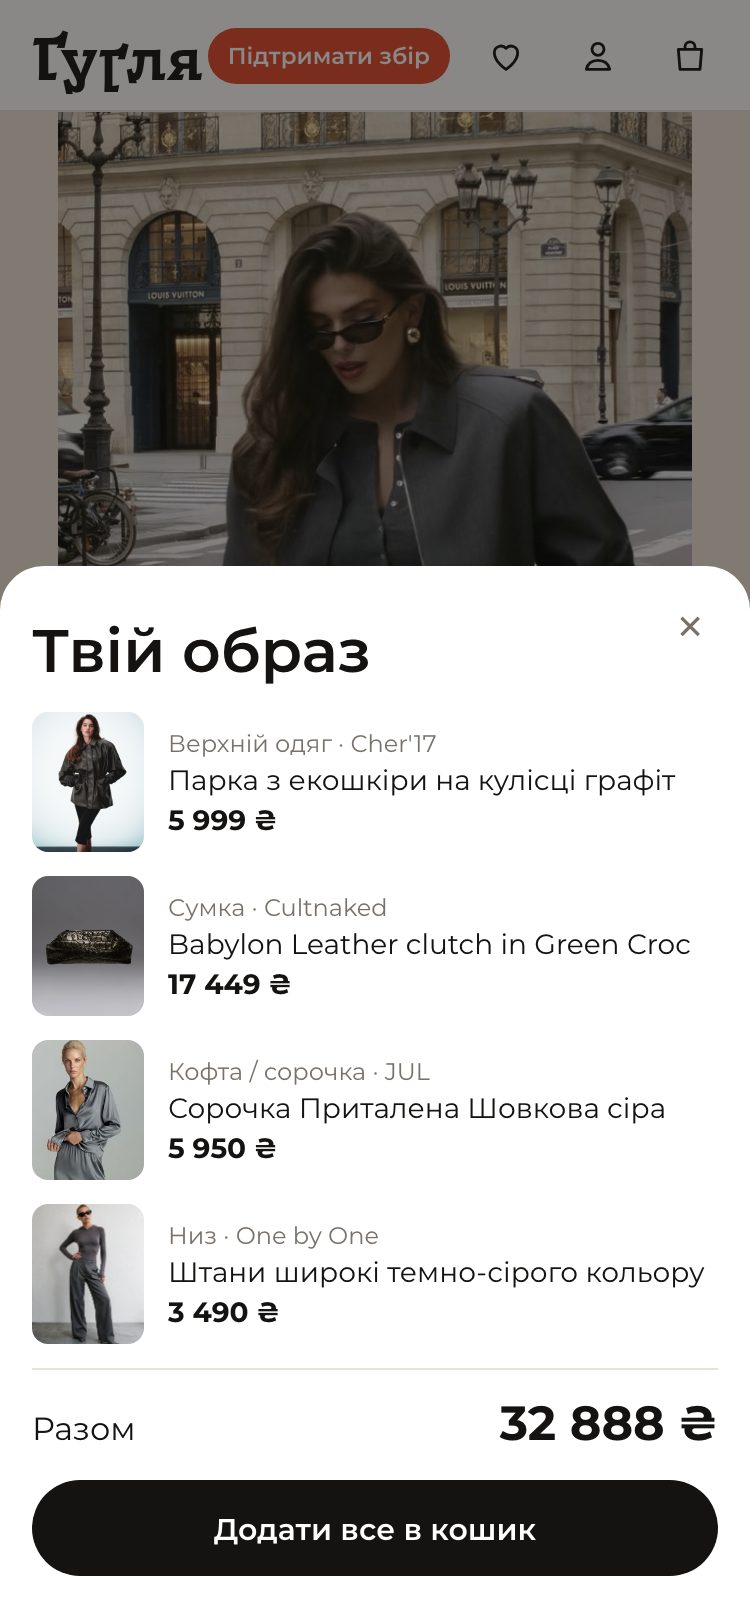 Ґуґля
Підтримати збір
LOUIS VUITTON
LOUIS VUITTON
Твій образ
×
Верхній одяг · Cher'17
Парка з екошкіри на кулісці графіт
5 999 ₴
Сумка · Cultnaked
Babylon Leather clutch in Green Croc
17 449 ₴
Кофта / сорочка · JUL
Сорочка Приталена Шовкова сіра
5 950 ₴
Низ · One by One
Штани широкі темно-сірого кольору
3 490 ₴
Разом
32 888 ₴
Додати все в кошик